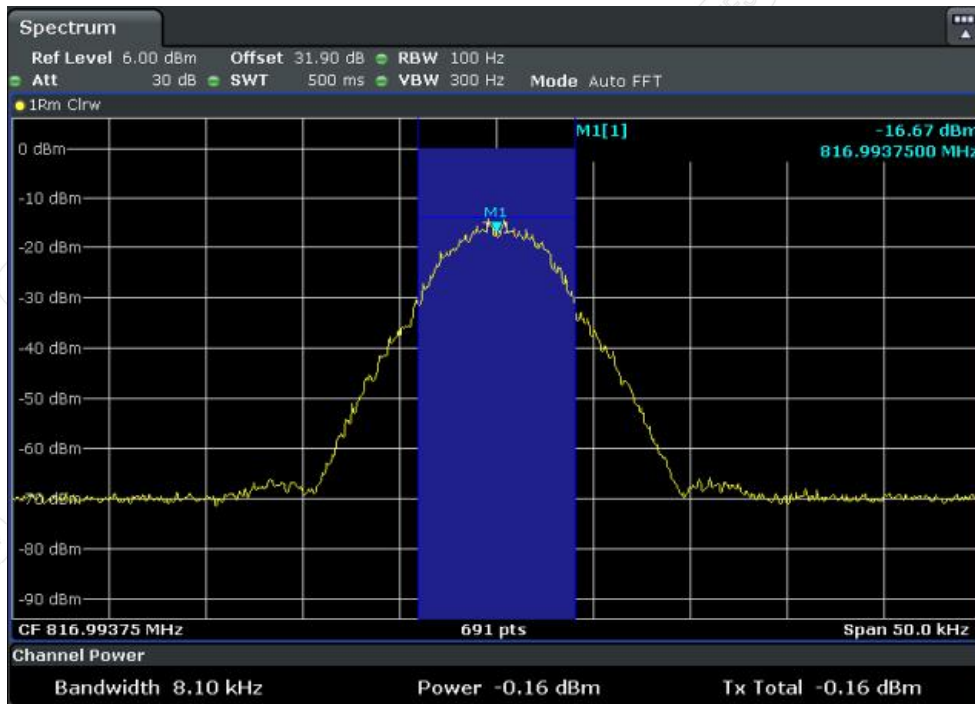 Spectrum
Ref Level 6.00 dBm Offset 31.90 dB RBW 100 Hz
Att 30 dB SWT 500 ms VBW 300 Hz Mode Auto FFT
1Rm Clrw
M1[1] -16.67 dBm
816.9937500 MHz
0 dBm
-10 dBm
M1
-20 dBm
-30 dBm
-40 dBm
-50 dBm
-60 dBm
-70 dBm
-80 dBm
-90 dBm
CF 816.99375 MHz 691 pts Span 50.0 kHz
Channel Power
Bandwidth 8.10 kHz Power -0.16 dBm Tx Total -0.16 dBm